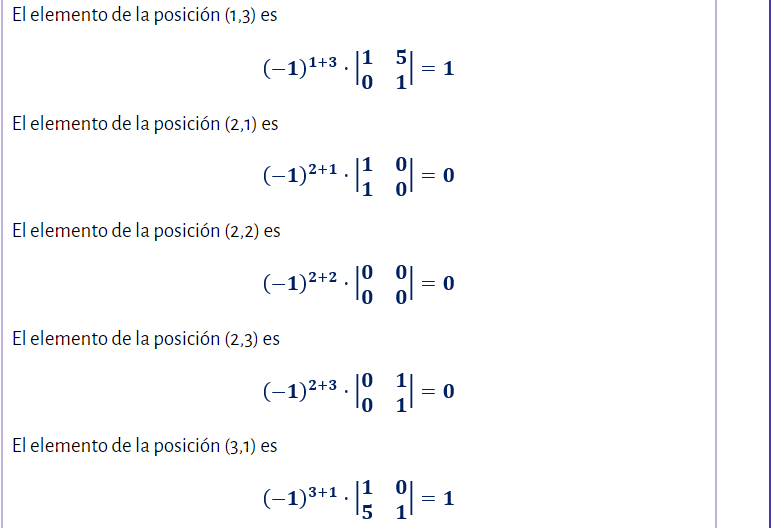 El elemento de la posición (1,3) es
(−1)¹⁺³ · |1 5|
|0 1| = 1
El elemento de la posición (2,1) es
(−1)²⁺¹ · |1 0|
|1 0| = 0
El elemento de la posición (2,2) es
(−1)²⁺² · |0 0|
|0 0| = 0
El elemento de la posición (2,3) es
(−1)²⁺³ · |0 1|
|0 1| = 0
El elemento de la posición (3,1) es
(−1)³⁺¹ · |1 0|
|5 1| = 1